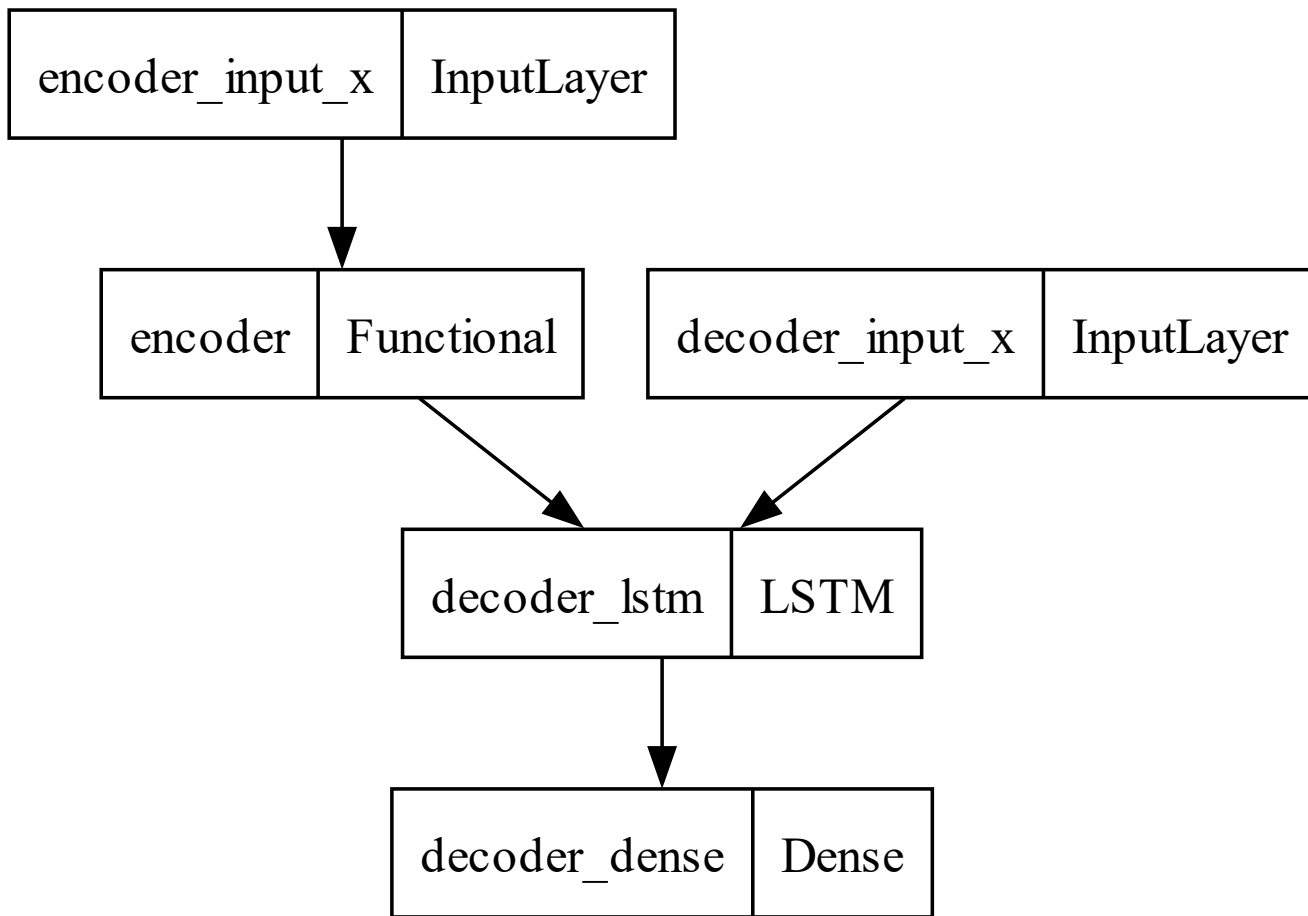 encoder_input_x InputLayer
encoder Functional decoder_input_x InputLayer
decoder_lstm LSTM
decoder_dense Dense